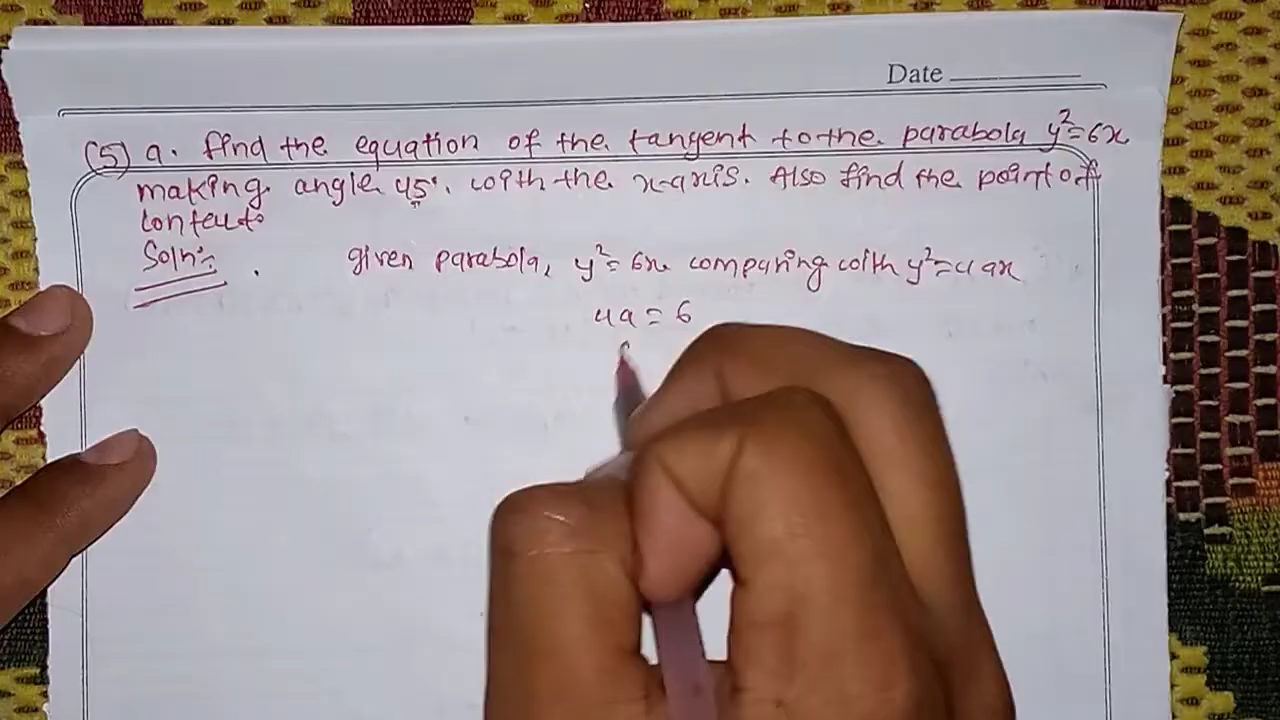 Date
(5) a. find the equation of the tangent to the parabola y²=6x
making angle 45°. with the x-axis. Also find the point of
contact.
Soln:
given parabola, y²=6x comparing with y²=4ax
4a = 6